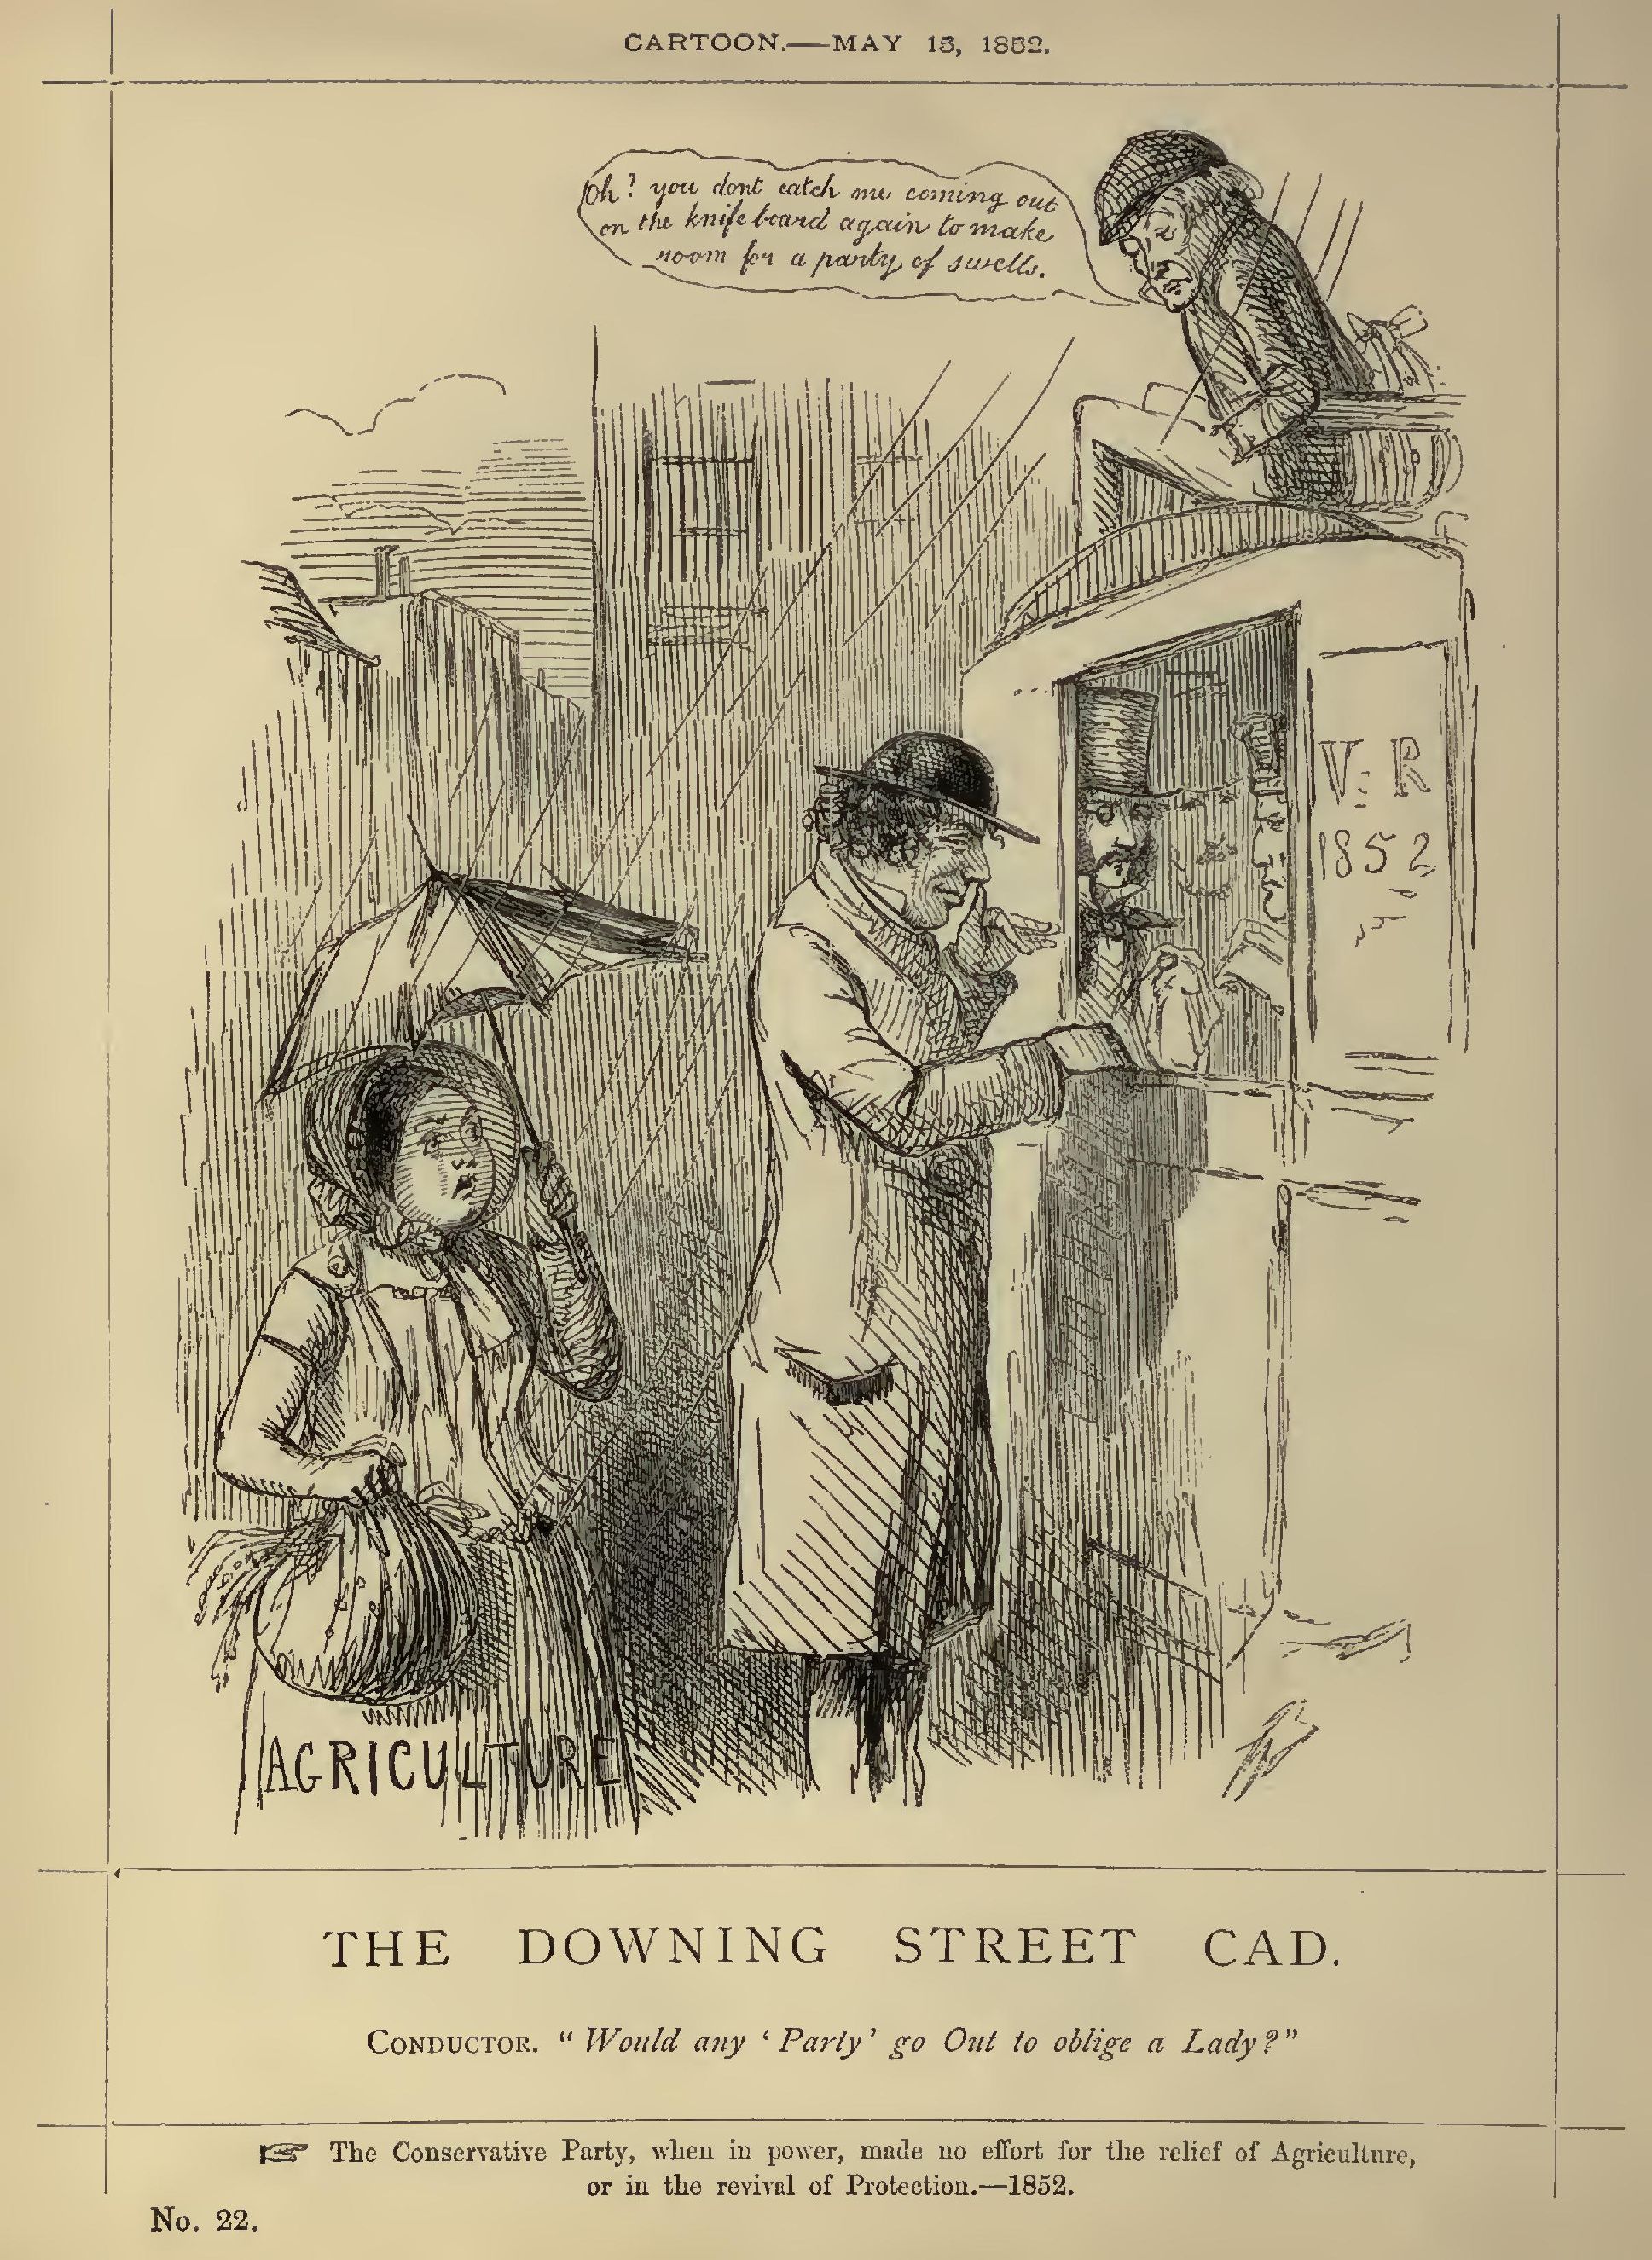 CARTOON.—MAY 15, 1852.
Oh? you dont catch me coming out
on the knife board again to make
room for a party of swells.
V. R
1852
AGRICULTURE
THE DOWNING STREET CAD.
CONDUCTOR. “Would any ‘Party’ go Out to oblige a Lady?”
☞ The Conservative Party, when in power, made no effort for the relief of Agriculture,
or in the revival of Protection.—1852.
No. 22.